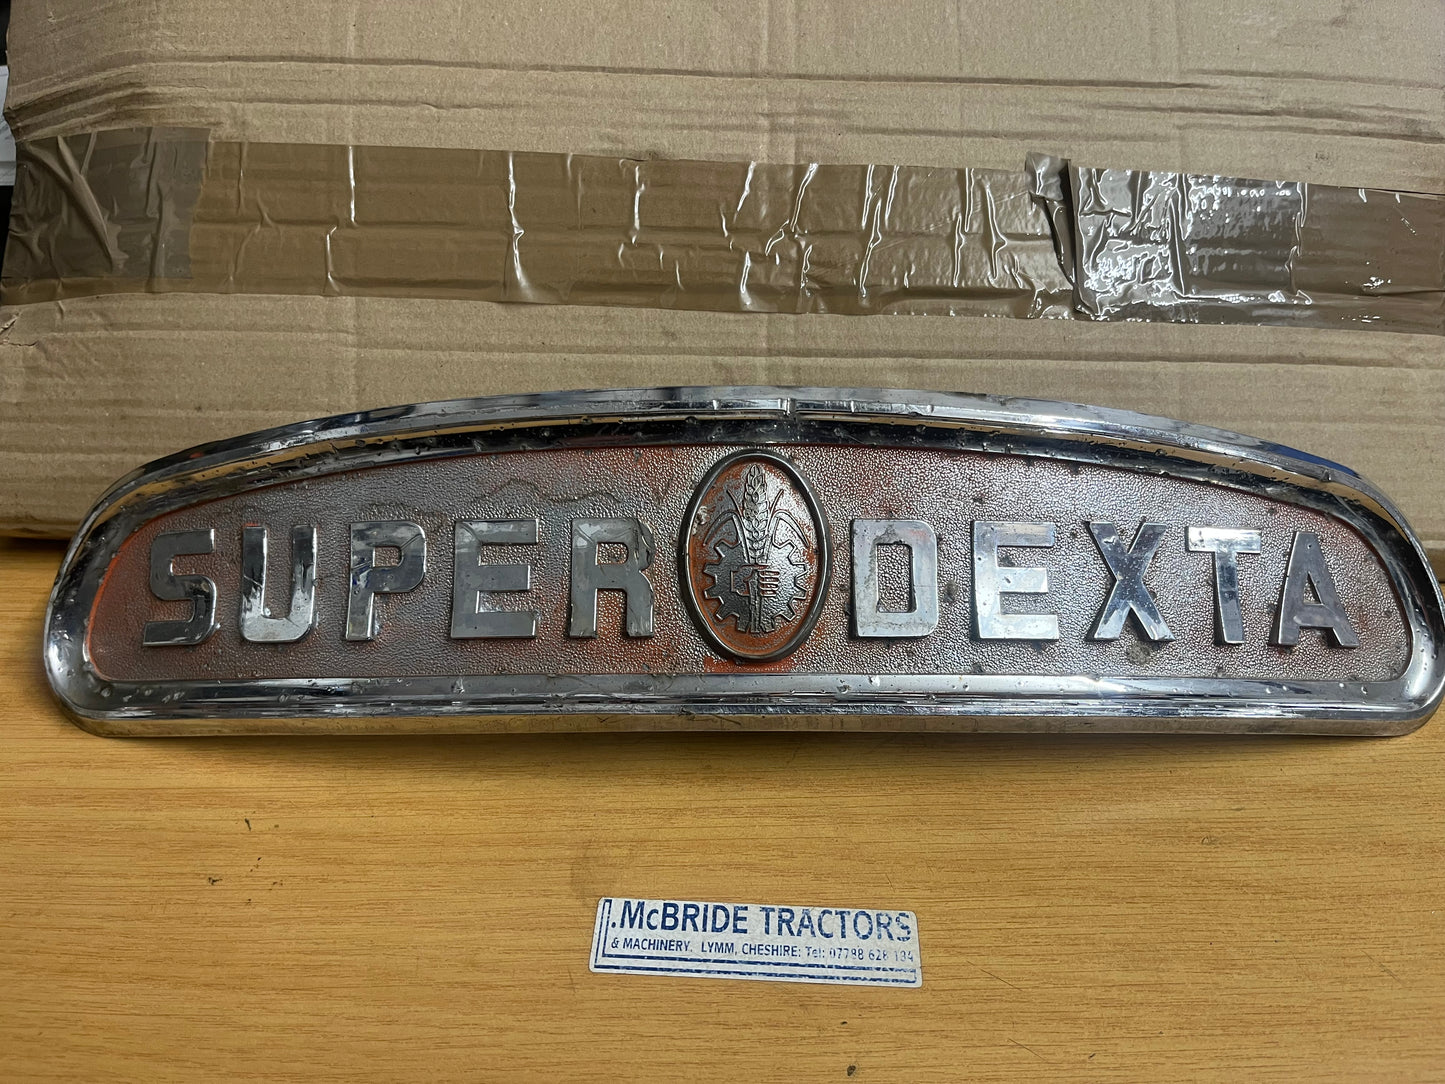 SUPER DEXTA
J.McBRIDE TRACTORS
& MACHINERY, LYMM, CHESHIRE: Tel: 07798 628 134